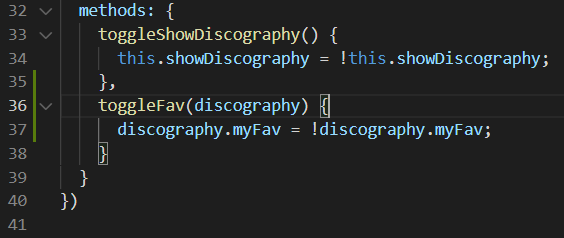 32 methods: {
33 toggleShowDiscography() {
34 this.showDiscography = !this.showDiscography;
35 },
36 toggleFav(discography) {
37 discography.myFav = !discography.myFav;
38 }
39 }
40 })
41